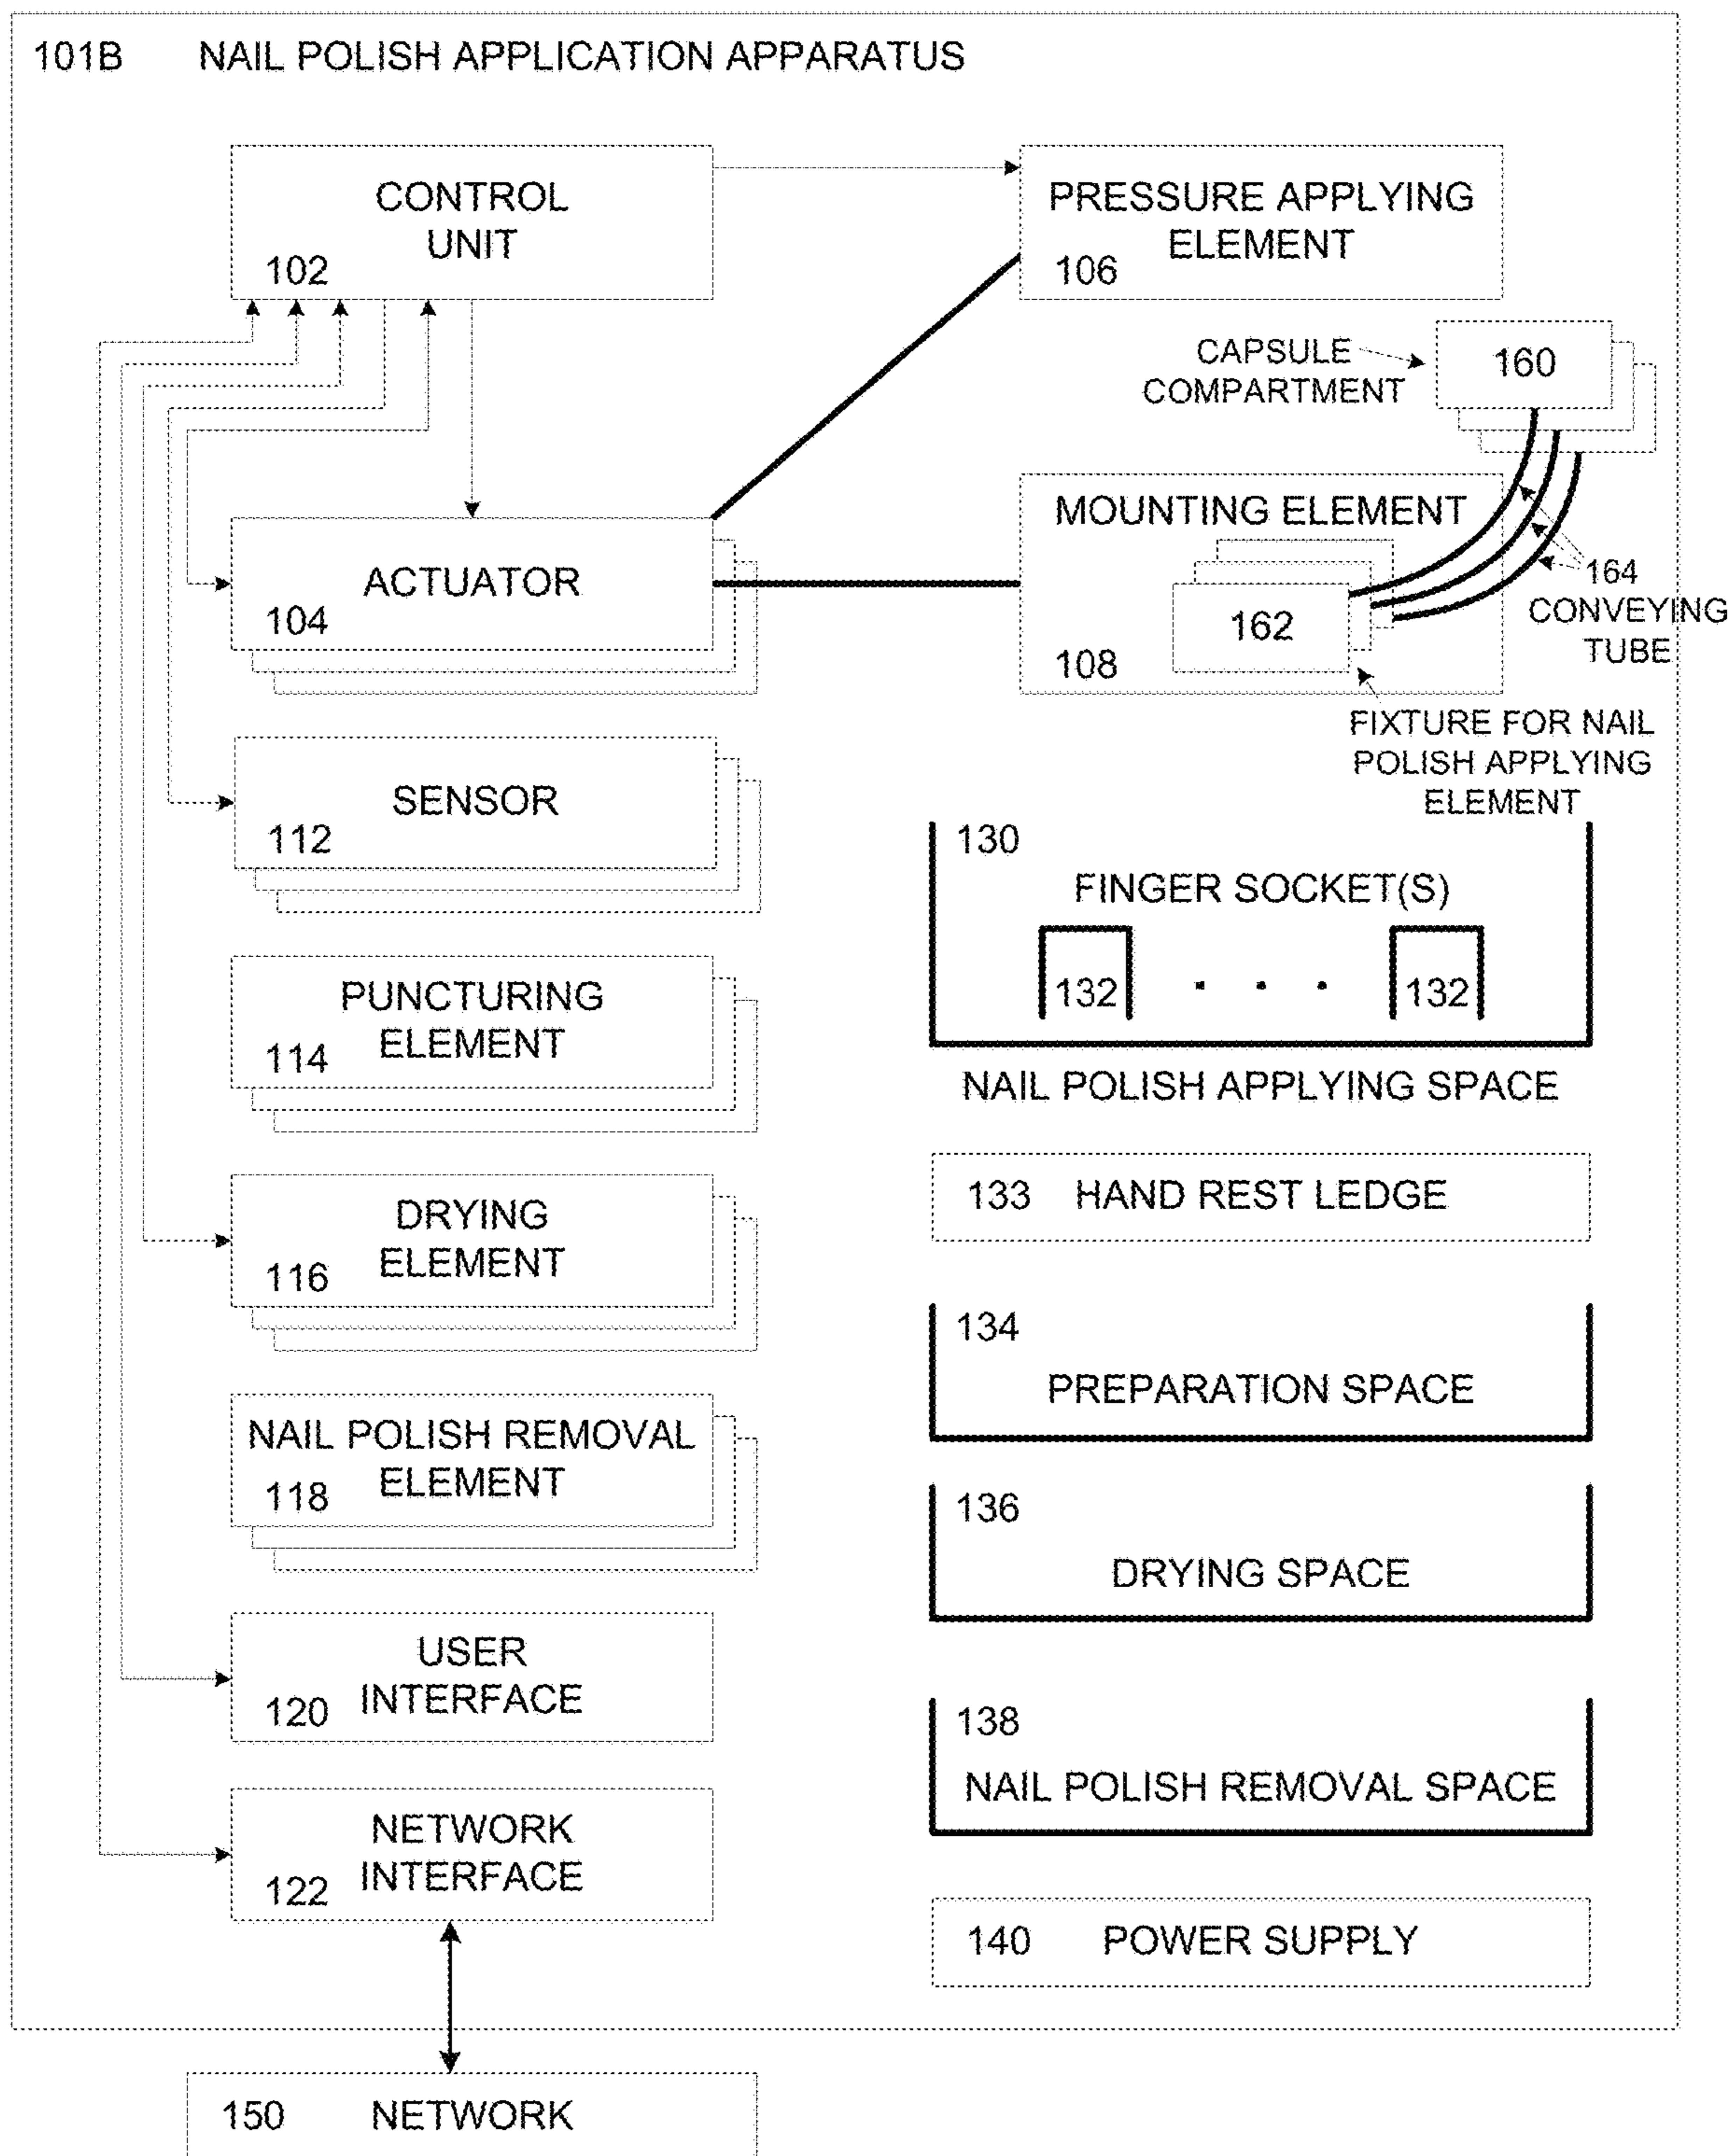 101B NAIL POLISH APPLICATION APPARATUS
CONTROL
UNIT
102
PRESSURE APPLYING
ELEMENT
106
CAPSULE
COMPARTMENT
160
ACTUATOR
104
MOUNTING ELEMENT
162
108
164
CONVEYING
TUBE
FIXTURE FOR NAIL
POLISH APPLYING
ELEMENT
SENSOR
112
130
FINGER SOCKET(S)
132 . . . 132
NAIL POLISH APPLYING SPACE
PUNCTURING
ELEMENT
114
133 HAND REST LEDGE
DRYING
ELEMENT
116
134
PREPARATION SPACE
NAIL POLISH REMOVAL
ELEMENT
118
136
DRYING SPACE
USER
INTERFACE
120
138
NAIL POLISH REMOVAL SPACE
NETWORK
INTERFACE
122
140 POWER SUPPLY
150 NETWORK